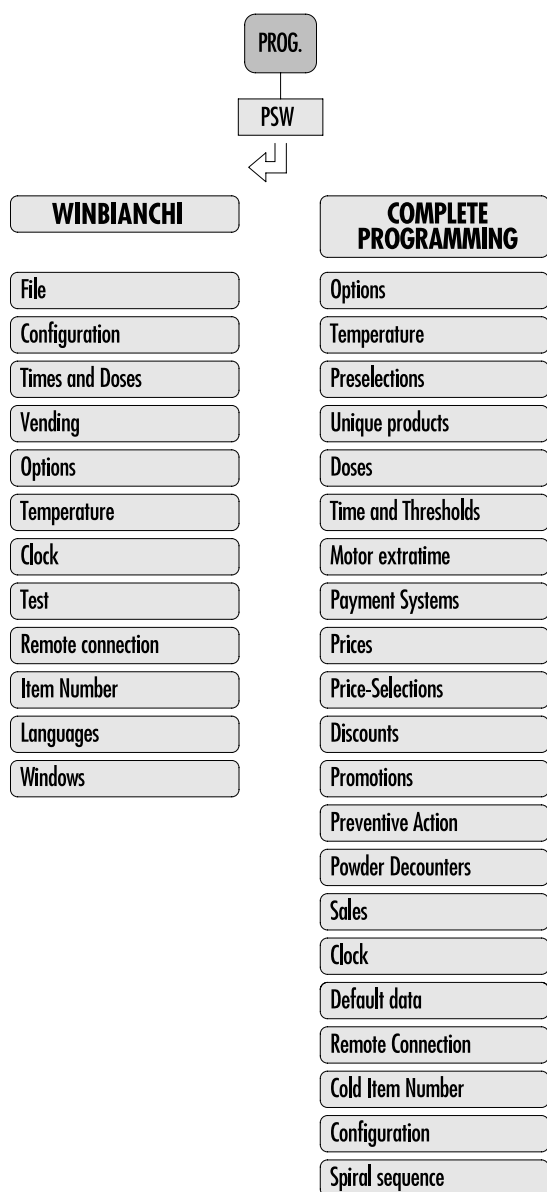 PROG.
PSW
WINBIANCHI
File
Configuration
Times and Doses
Vending
Options
Temperature
Clock
Test
Remote connection
Item Number
Languages
Windows
COMPLETE
PROGRAMMING
Options
Temperature
Preselections
Unique products
Doses
Time and Thresholds
Motor extratime
Payment Systems
Prices
Price-Selections
Discounts
Promotions
Preventive Action
Powder Decounters
Sales
Clock
Default data
Remote Connection
Cold Item Number
Configuration
Spiral sequence